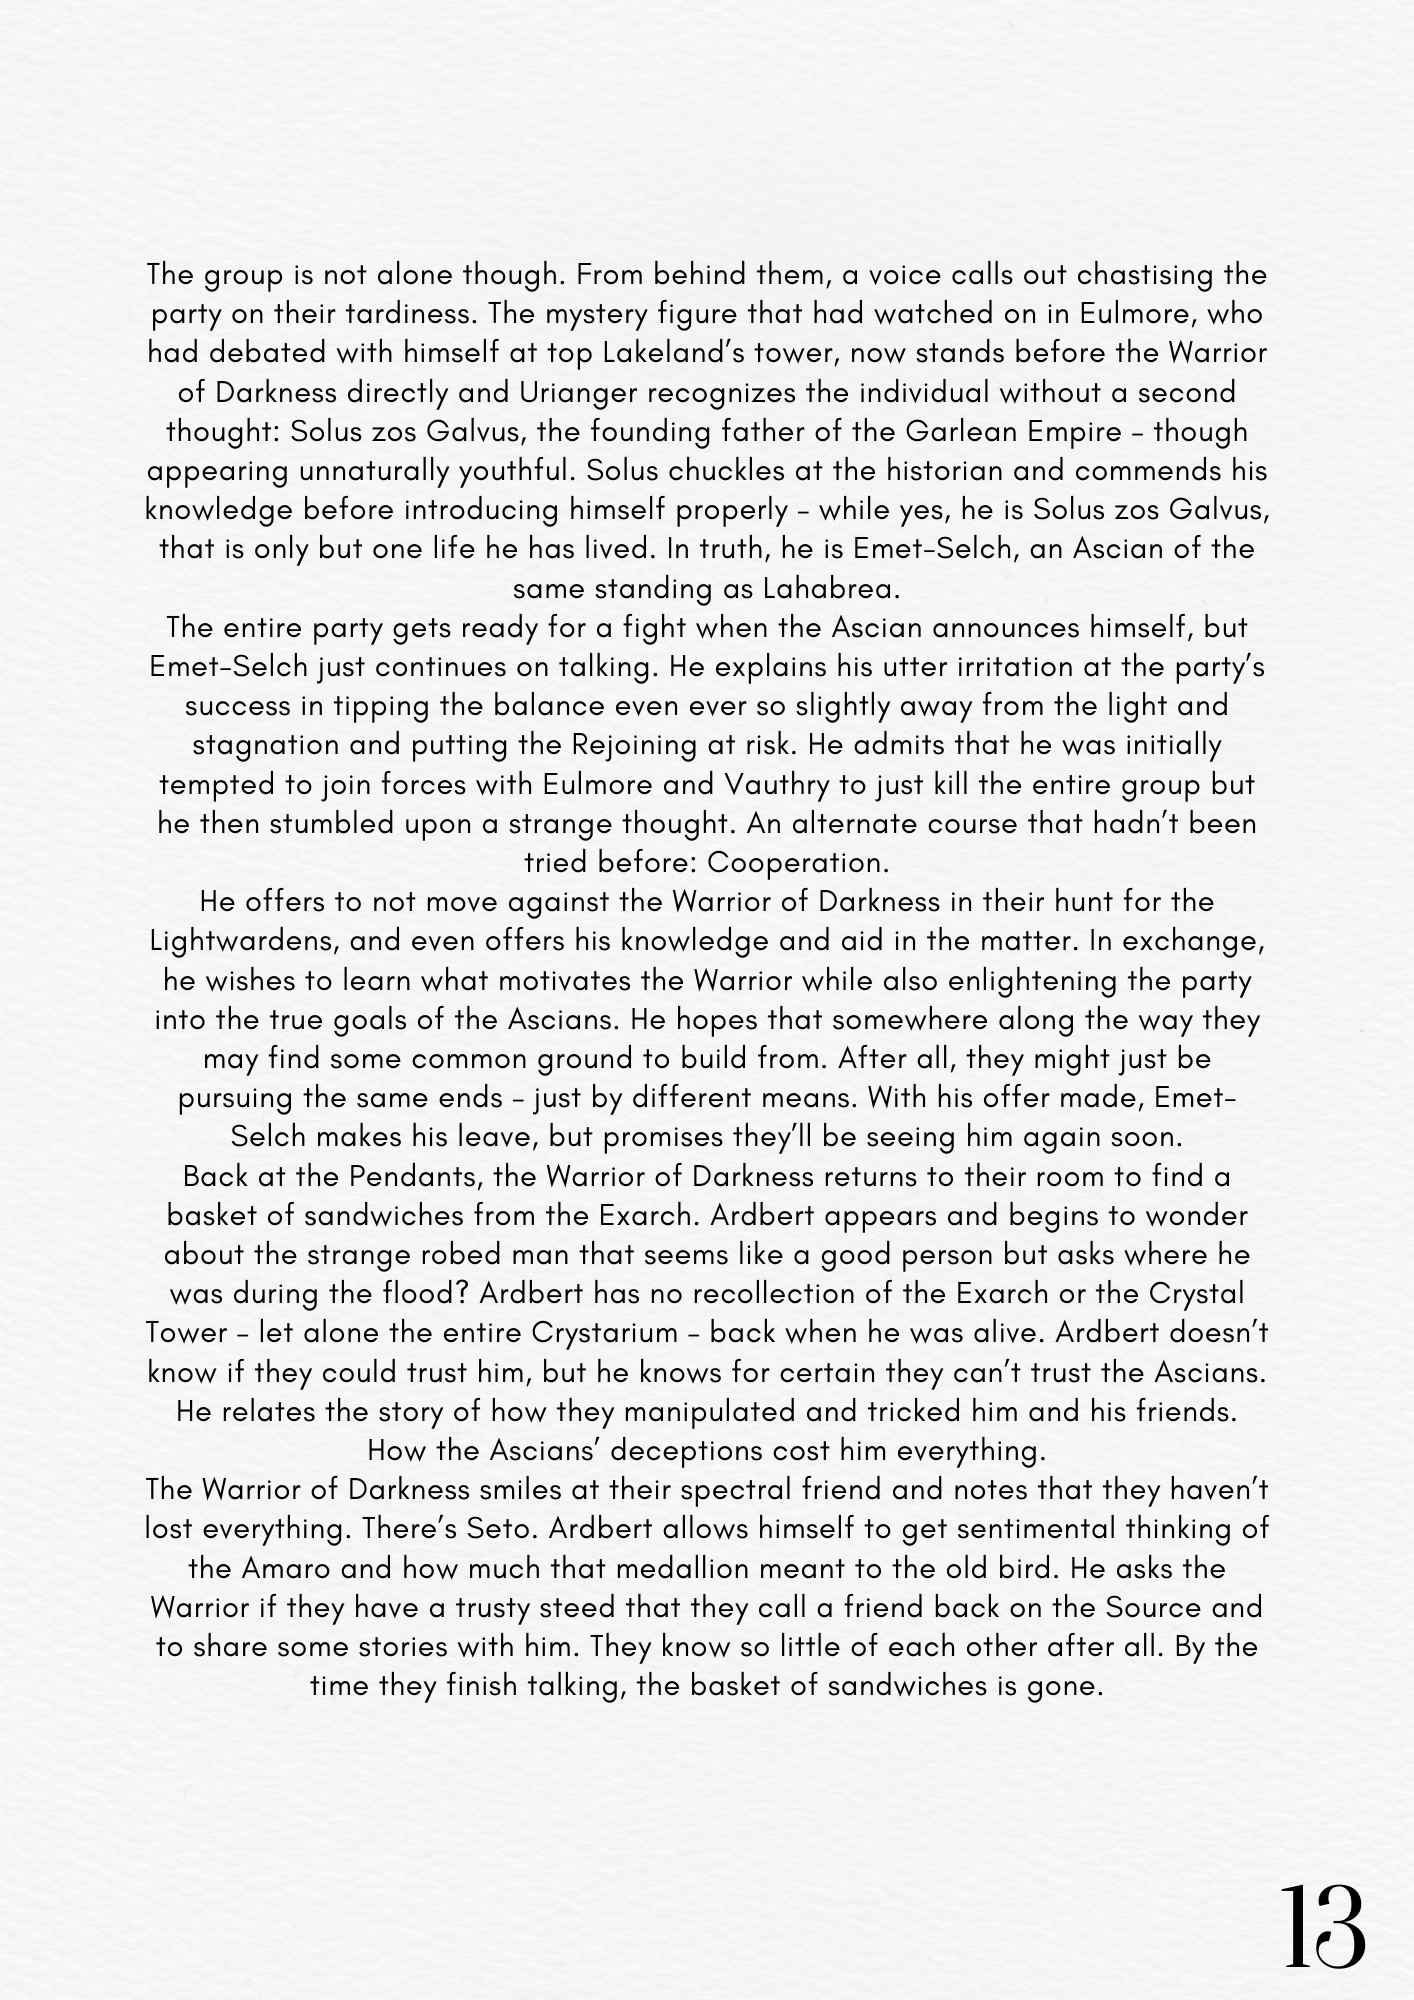 The group is not alone though. From behind them, a voice calls out chastising the
party on their tardiness. The mystery figure that had watched on in Eulmore, who
had debated with himself at top Lakeland’s tower, now stands before the Warrior
of Darkness directly and Urianger recognizes the individual without a second
thought: Solus zos Galvus, the founding father of the Garlean Empire – though
appearing unnaturally youthful. Solus chuckles at the historian and commends his
knowledge before introducing himself properly – while yes, he is Solus zos Galvus,
that is only but one life he has lived. In truth, he is Emet-Selch, an Ascian of the
same standing as Lahabrea.
The entire party gets ready for a fight when the Ascian announces himself, but
Emet-Selch just continues on talking. He explains his utter irritation at the party’s
success in tipping the balance even ever so slightly away from the light and
stagnation and putting the Rejoining at risk. He admits that he was initially
tempted to join forces with Eulmore and Vauthry to just kill the entire group but
he then stumbled upon a strange thought. An alternate course that hadn’t been
tried before: Cooperation.
He offers to not move against the Warrior of Darkness in their hunt for the
Lightwardens, and even offers his knowledge and aid in the matter. In exchange,
he wishes to learn what motivates the Warrior while also enlightening the party
into the true goals of the Ascians. He hopes that somewhere along the way they
may find some common ground to build from. After all, they might just be
pursuing the same ends – just by different means. With his offer made, Emet-
Selch makes his leave, but promises they’ll be seeing him again soon.
Back at the Pendants, the Warrior of Darkness returns to their room to find a
basket of sandwiches from the Exarch. Ardbert appears and begins to wonder
about the strange robed man that seems like a good person but asks where he
was during the flood? Ardbert has no recollection of the Exarch or the Crystal
Tower – let alone the entire Crystarium – back when he was alive. Ardbert doesn’t
know if they could trust him, but he knows for certain they can’t trust the Ascians.
He relates the story of how they manipulated and tricked him and his friends.
How the Ascians’ deceptions cost him everything.
The Warrior of Darkness smiles at their spectral friend and notes that they haven’t
lost everything. There’s Seto. Ardbert allows himself to get sentimental thinking of
the Amaro and how much that medallion meant to the old bird. He asks the
Warrior if they have a trusty steed that they call a friend back on the Source and
to share some stories with him. They know so little of each other after all. By the
time they finish talking, the basket of sandwiches is gone.
13